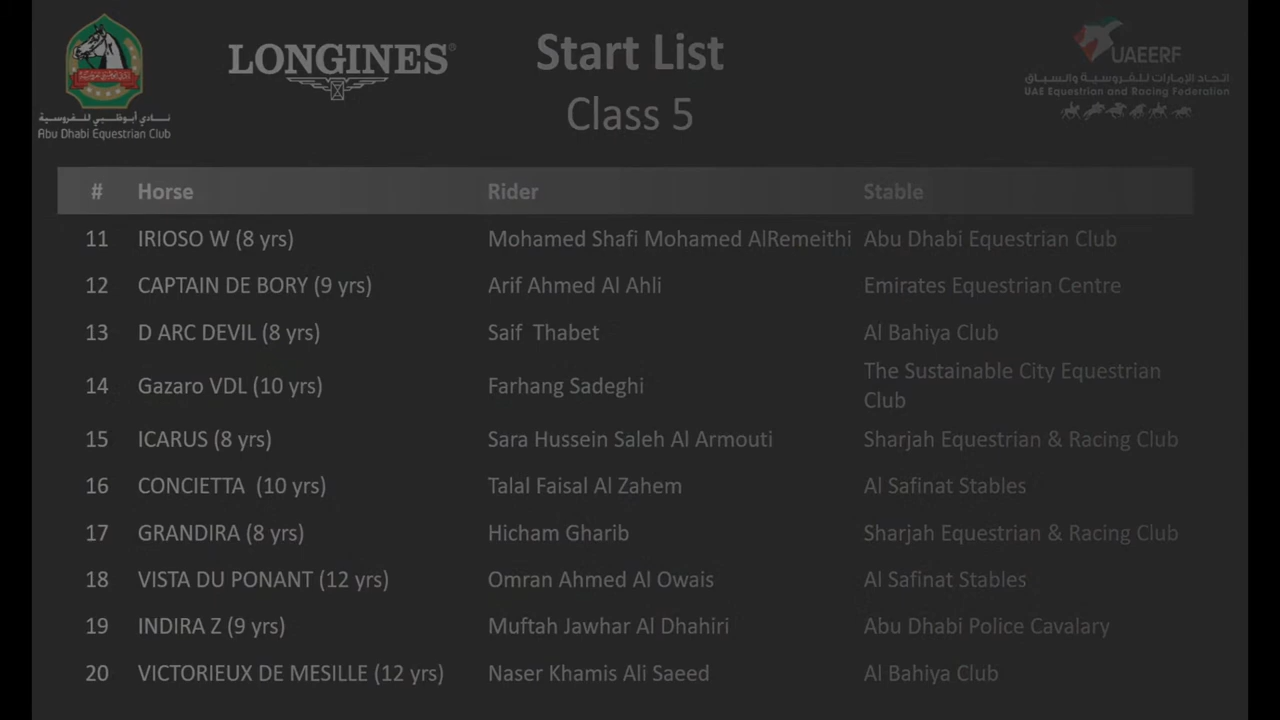 LONGINES®
Start List
Class 5
نادي أبوظبي للفروسية
Abu Dhabi Equestrian Club
UAEERF
اتحاد الإمارات للفروسية والسباق
UAE Equestrian and Racing Federation
# Horse Rider Stable
11 IRIOSO W (8 yrs) Mohamed Shafi Mohamed AlRemeithi Abu Dhabi Equestrian Club
12 CAPTAIN DE BORY (9 yrs) Arif Ahmed Al Ahli Emirates Equestrian Centre
13 D ARC DEVIL (8 yrs) Saif Thabet Al Bahiya Club
14 Gazaro VDL (10 yrs) Farhang Sadeghi The Sustainable City Equestrian
Club
15 ICARUS (8 yrs) Sara Hussein Saleh Al Armouti Sharjah Equestrian & Racing Club
16 CONCIETTA (10 yrs) Talal Faisal Al Zahem Al Safinat Stables
17 GRANDIRA (8 yrs) Hicham Gharib Sharjah Equestrian & Racing Club
18 VISTA DU PONANT (12 yrs) Omran Ahmed Al Owais Al Safinat Stables
19 INDIRA Z (9 yrs) Muftah Jawhar Al Dhahiri Abu Dhabi Police Cavalary
20 VICTORIEUX DE MESILLE (12 yrs) Naser Khamis Ali Saeed Al Bahiya Club